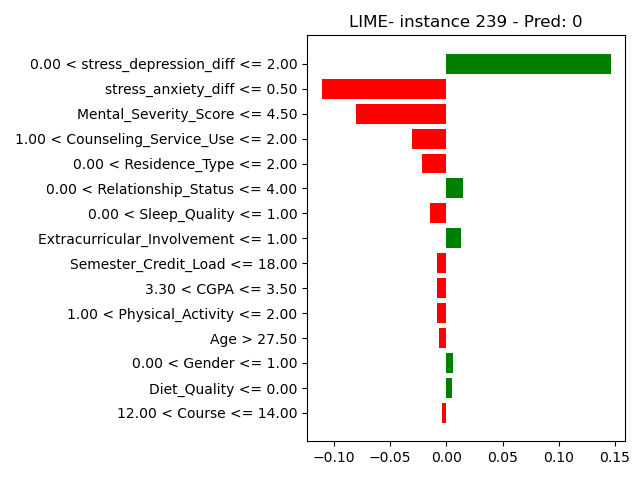 LIME- instance 239 - Pred: 0
0.00 < stress_depression_diff <= 2.00
stress_anxiety_diff <= 0.50
Mental_Severity_Score <= 4.50
1.00 < Counseling_Service_Use <= 2.00
0.00 < Residence_Type <= 2.00
0.00 < Relationship_Status <= 4.00
0.00 < Sleep_Quality <= 1.00
Extracurricular_Involvement <= 1.00
Semester_Credit_Load <= 18.00
3.30 < CGPA <= 3.50
1.00 < Physical_Activity <= 2.00
Age > 27.50
0.00 < Gender <= 1.00
Diet_Quality <= 0.00
12.00 < Course <= 14.00
−0.10 −0.05 0.00 0.05 0.10 0.15